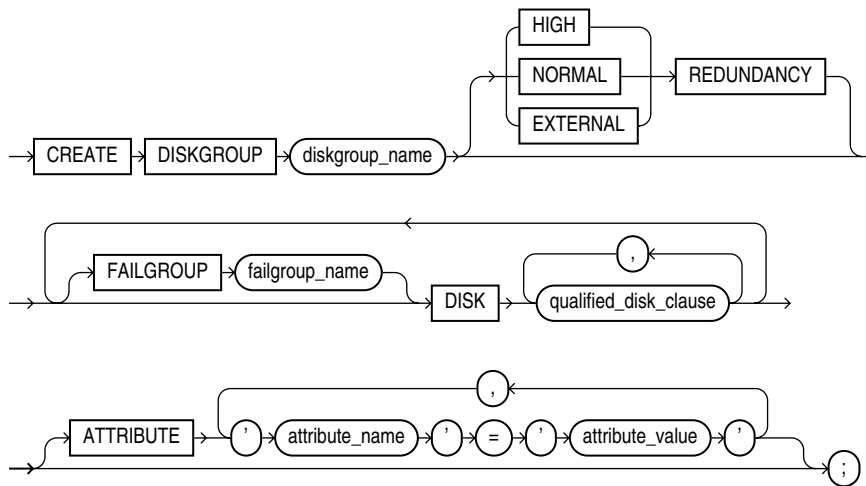 HIGH
NORMAL
REDUNDANCY
EXTERNAL
CREATE DISKGROUP diskgroup_name
,
FAILGROUP failgroup_name
DISK qualified_disk_clause
,
ATTRIBUTE ' attribute_name ' = ' attribute_value '
;